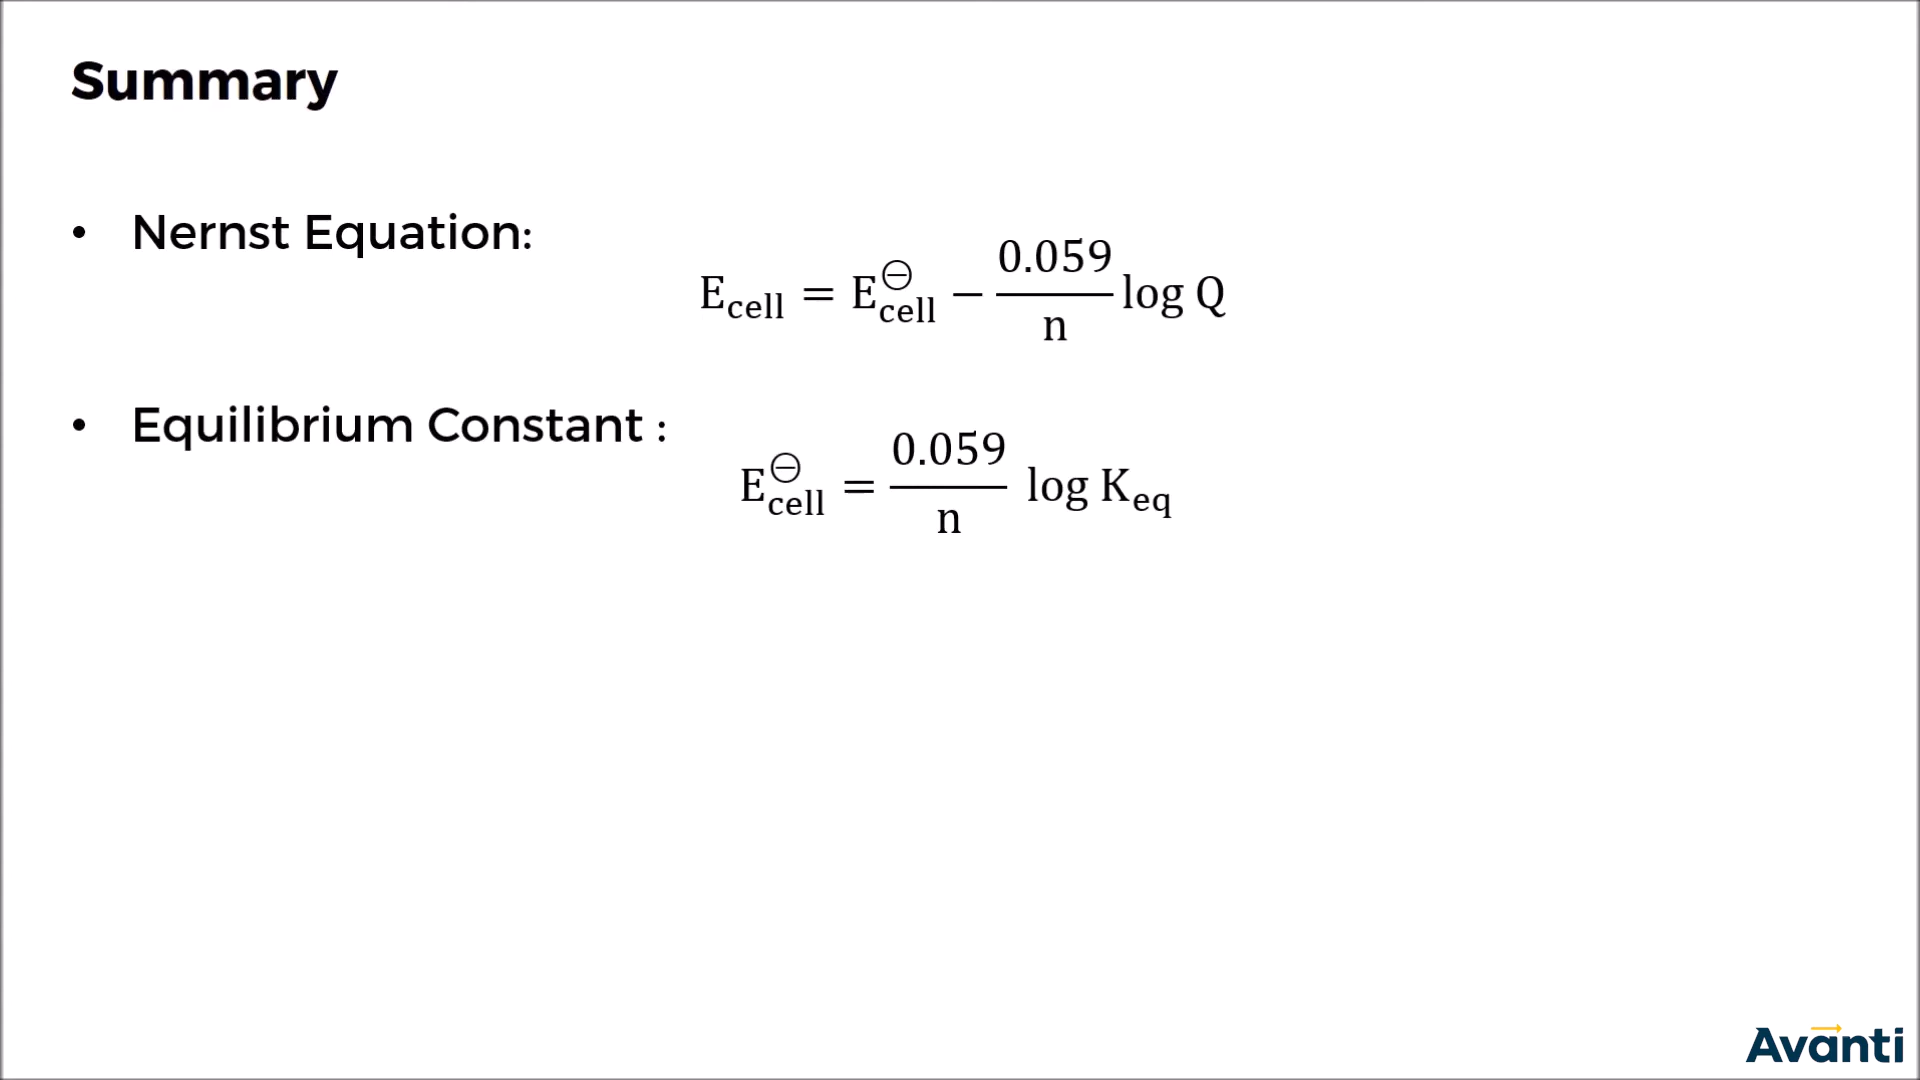 Summary
• Nernst Equation:
E_cell = E^⊖_cell − 0.059/n log Q
• Equilibrium Constant :
E^⊖_cell = 0.059/n log K_eq
Avanti